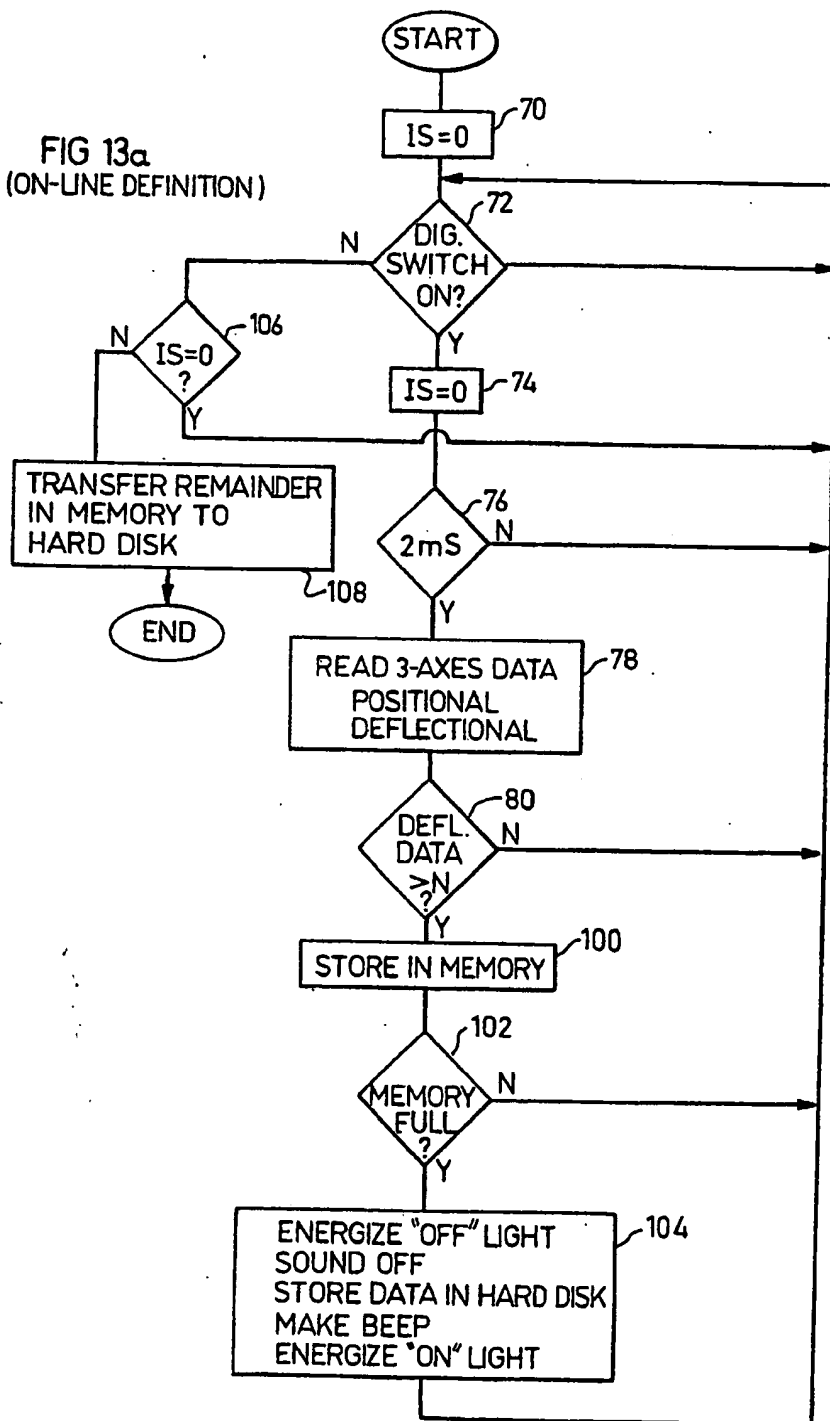 START
70
IS=0
FIG 13a
(ON-LINE DEFINITION)
72
N
DIG.
SWITCH
ON?
Y
N
106
IS=0
?
Y
IS=0
74
TRANSFER REMAINDER
IN MEMORY TO
HARD DISK
108
END
76
2mS
N
Y
READ 3-AXES DATA
POSITIONAL
DEFLECTIONAL
78
80
DEFL.
DATA
>N
?
N
Y
STORE IN MEMORY
100
102
MEMORY
FULL
?
N
Y
ENERGIZE "OFF" LIGHT
SOUND OFF
STORE DATA IN HARD DISK
MAKE BEEP
ENERGIZE "ON" LIGHT
104